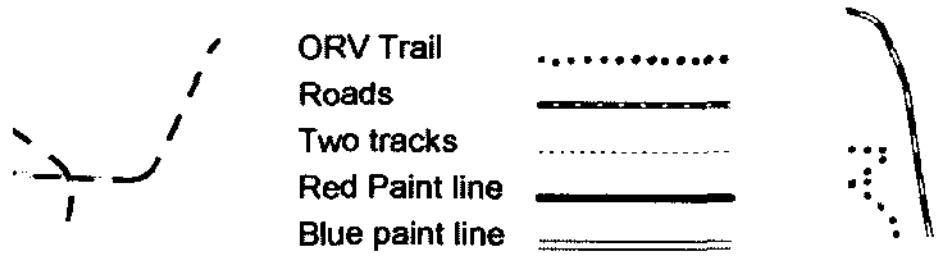 ORV Trail
Roads
Two tracks
Red Paint line
Blue paint line